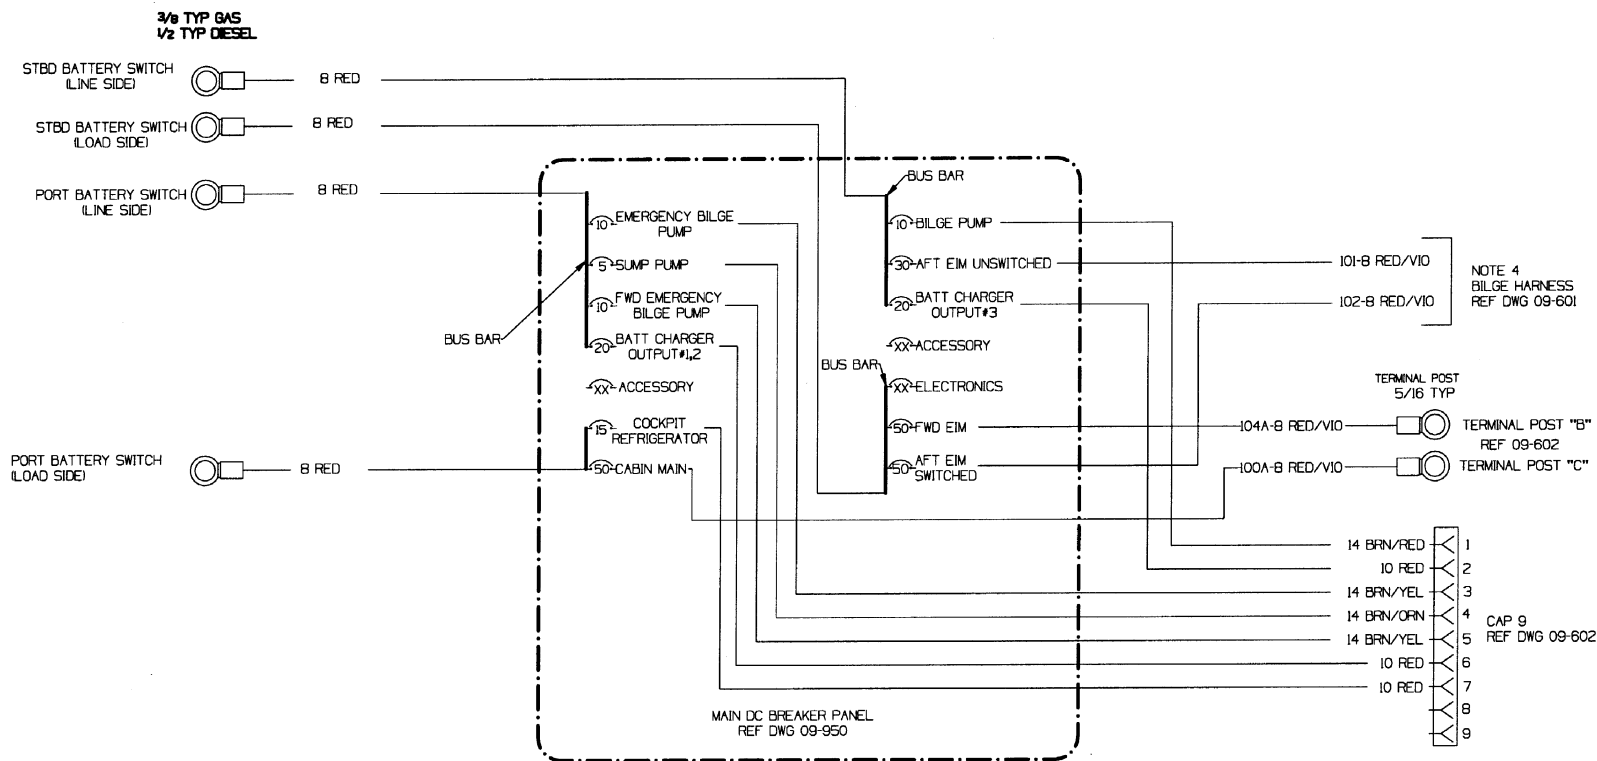 3/8 TYP GAS
1/2 TYP DIESEL
STBD BATTERY SWITCH
(LINE SIDE)
8 RED
STBD BATTERY SWITCH
(LOAD SIDE)
8 RED
PORT BATTERY SWITCH
(LINE SIDE)
8 RED
PORT BATTERY SWITCH
(LOAD SIDE)
8 RED
10 EMERGENCY BILGE
PUMP
5 SUMP PUMP
10 FWD EMERGENCY
BILGE PUMP
BUS BAR
20 BATT CHARGER
OUTPUT#1,2
XX ACCESSORY
15 COCKPIT
REFRIGERATOR
50 CABIN MAIN
BUS BAR
10 BILGE PUMP
30 AFT EIM UNSWITCHED
20 BATT CHARGER
OUTPUT#3
XX ACCESSORY
BUS BAR
XX ELECTRONICS
50 FWD EIM
50 AFT EIM
SWITCHED
MAIN DC BREAKER PANEL
REF DWG 09-950
101-8 RED/VIO
102-8 RED/VIO
NOTE 4
BILGE HARNESS
REF DWG 09-601
TERMINAL POST
5/16 TYP
104A-8 RED/VIO
TERMINAL POST "B"
REF 09-602
100A-8 RED/VIO
TERMINAL POST "C"
14 BRN/RED 1
10 RED 2
14 BRN/YEL 3
14 BRN/ORN 4
14 BRN/YEL 5
10 RED 6
10 RED 7
8
9
CAP 9
REF DWG 09-602